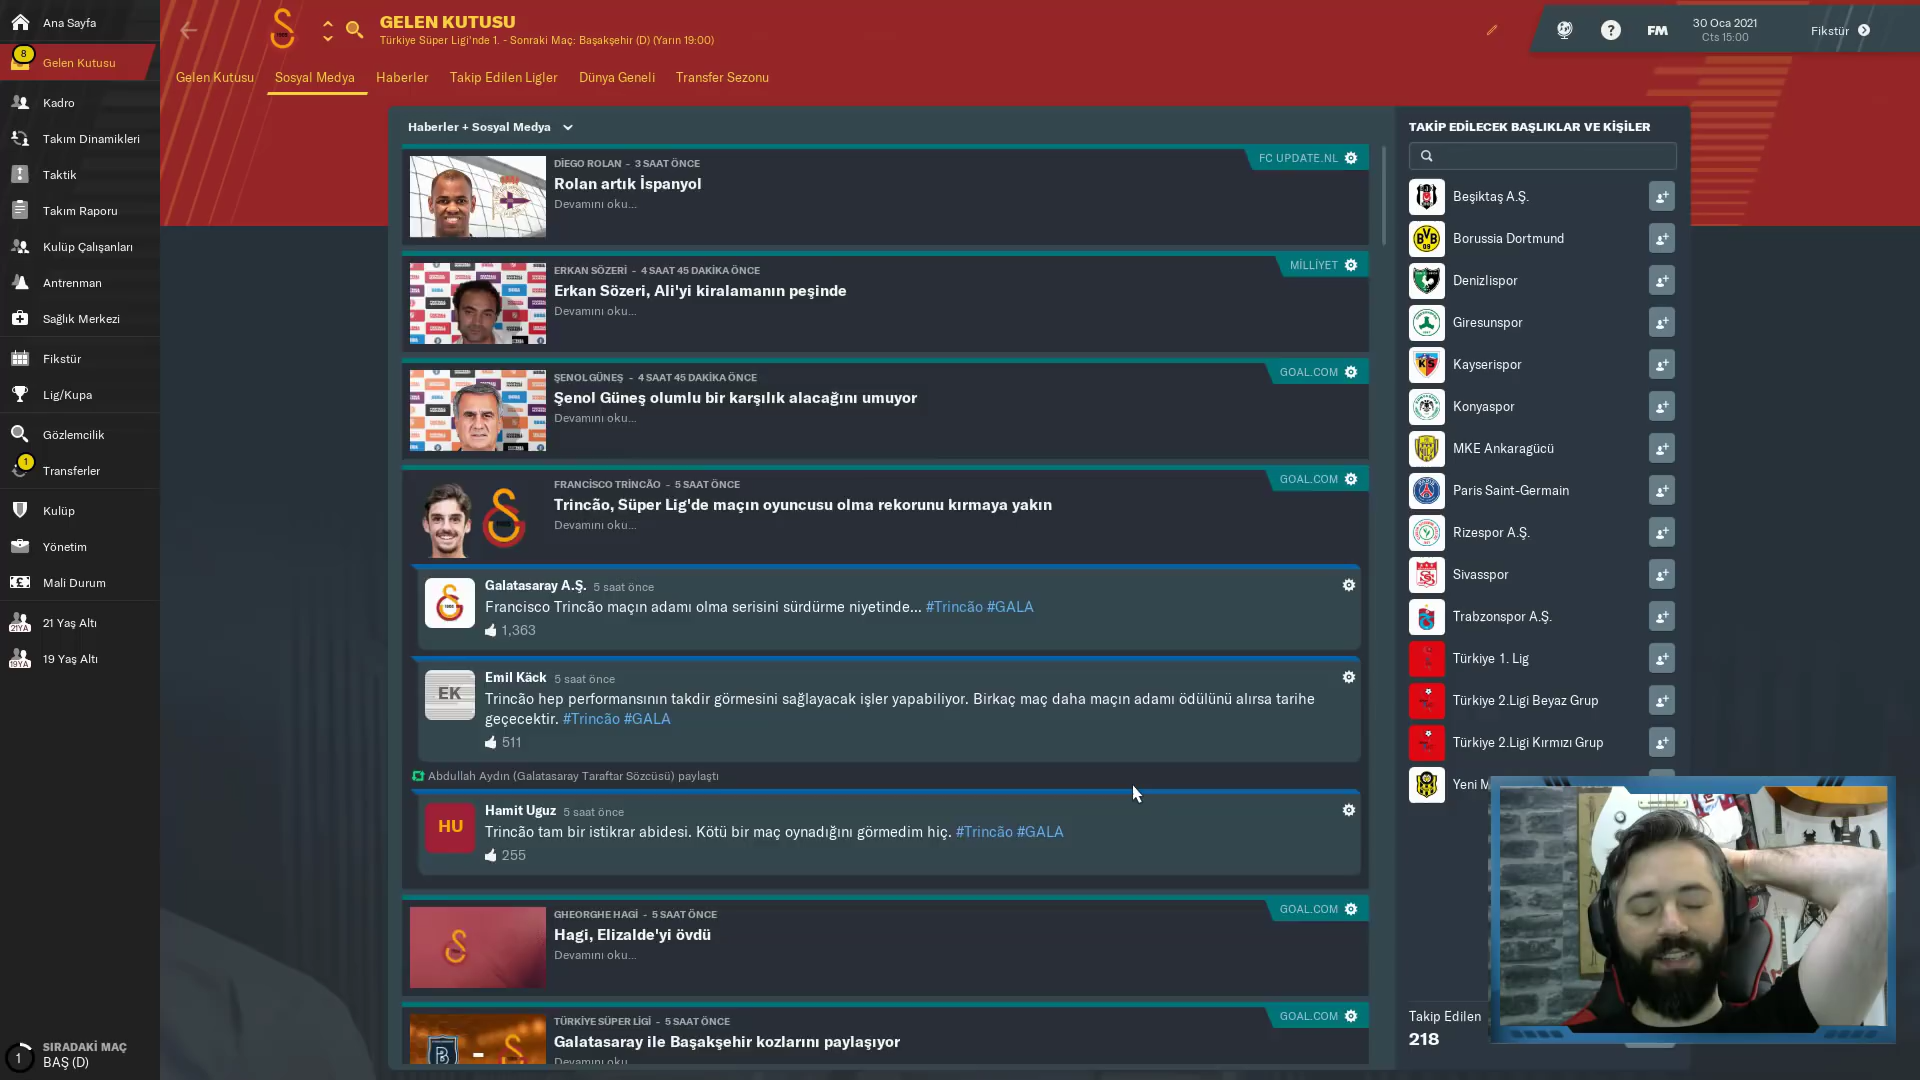 Ana Sayfa
8
Gelen Kutusu
Kadro
Takım Dinamikleri
Taktik
Takım Raporu
Kulüp Çalışanları
Antrenman
Sağlık Merkezi
Fikstür
Lig/Kupa
Gözlemcilik
1
Transferler
Kulüp
Yönetim
Mali Durum
21YA
21 Yaş Altı
19YA
19 Yaş Altı
1
SIRADAKİ MAÇ
BAŞ (D)
GELEN KUTUSU
Türkiye Süper Ligi'nde 1. - Sonraki Maç: Başakşehir (D) (Yarın 19:00)
?
FM
30 Oca 2021
Cts 15:00
Fikstür
Gelen Kutusu
Sosyal Medya
Haberler
Takip Edilen Ligler
Dünya Geneli
Transfer Sezonu
Haberler + Sosyal Medya
DİEGO ROLAN - 3 SAAT ÖNCE
FC UPDATE.NL
Rolan artık İspanyol
Devamını oku...
ERKAN SÖZERİ - 4 SAAT 45 DAKİKA ÖNCE
MİLLİYET
Erkan Sözeri, Ali'yi kiralamanın peşinde
Devamını oku...
ŞENOL GÜNEŞ - 4 SAAT 45 DAKİKA ÖNCE
GOAL.COM
Şenol Güneş olumlu bir karşılık alacağını umuyor
Devamını oku...
FRANCİSCO TRİNCÃO - 5 SAAT ÖNCE
GOAL.COM
Trincão, Süper Lig'de maçın oyuncusu olma rekorunu kırmaya yakın
Devamını oku...
Galatasaray A.Ş. 5 saat önce
Francisco Trincão maçın adamı olma serisini sürdürme niyetinde... #Trincão #GALA
1,363
EK
Emil Käck 5 saat önce
Trincão hep performansının takdir görmesini sağlayacak işler yapabiliyor. Birkaç maç daha maçın adamı ödülünü alırsa tarihe
geçecektir. #Trincão #GALA
511
Abdullah Aydın (Galatasaray Taraftar Sözcüsü) paylaştı
HU
Hamit Uguz 5 saat önce
Trincão tam bir istikrar abidesi. Kötü bir maç oynadığını görmedim hiç. #Trincão #GALA
255
GHEORGHE HAGİ - 5 SAAT ÖNCE
GOAL.COM
Hagi, Elizalde'yi övdü
Devamını oku...
TÜRKİYE SÜPER LİGİ - 5 SAAT ÖNCE
GOAL.COM
Galatasaray ile Başakşehir kozlarını paylaşıyor
Devamını oku
TAKİP EDİLECEK BAŞLIKLAR VE KİŞİLER
Beşiktaş A.Ş.
Borussia Dortmund
Denizlispor
Giresunspor
Kayserispor
Konyaspor
MKE Ankaragücü
Paris Saint-Germain
Rizespor A.Ş.
Sivasspor
Trabzonspor A.Ş.
Türkiye 1. Lig
Türkiye 2.Ligi Beyaz Grup
Türkiye 2.Ligi Kırmızı Grup
Yeni
Takip Edilen
218